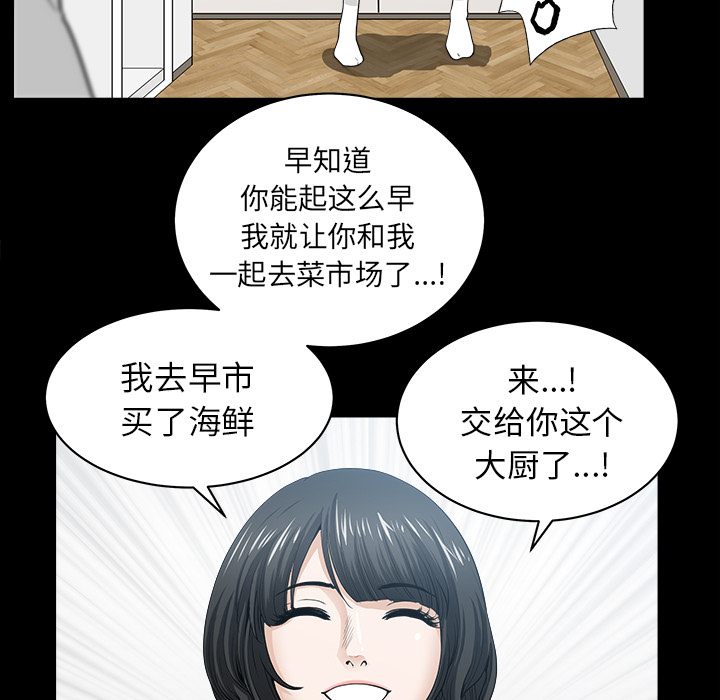 早知道
你能起这么早
我就让你和我
一起去菜市场了...!
我去早市
买了海鲜
来...!
交给你这个
大厨了...!